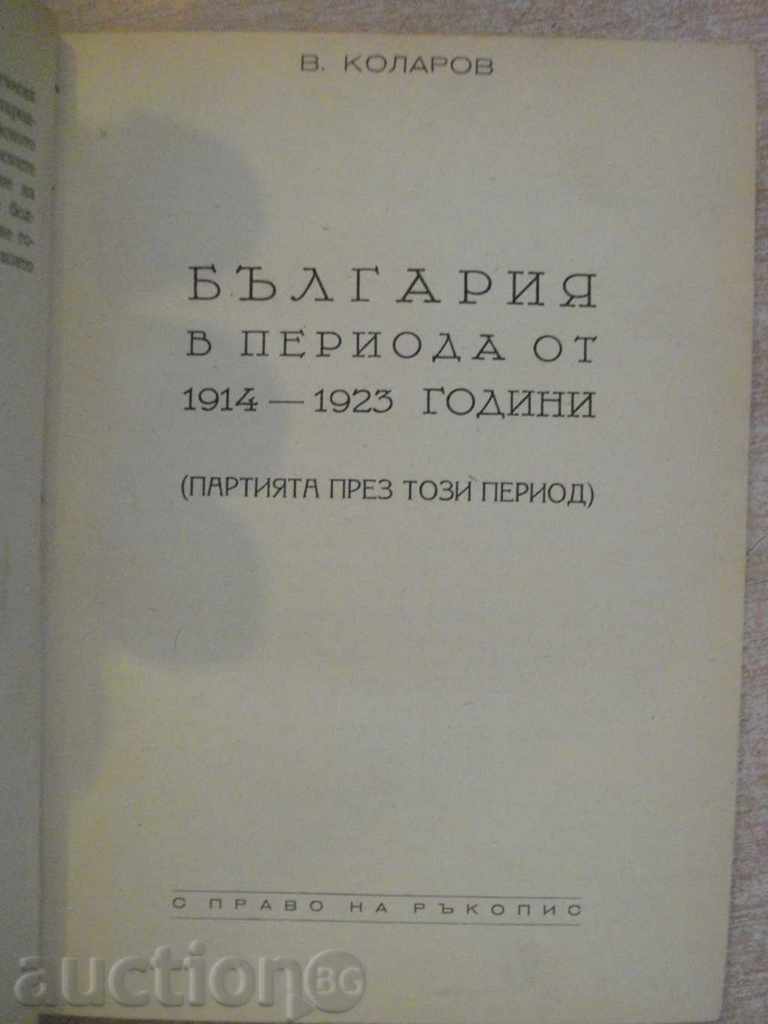 В. КОЛАРОВ
БЪЛГАРИЯ
В ПЕРИОДА ОТ
1914 — 1923 ГОДИНИ
(ПАРТИЯТА ПРЕЗ ТОЗИ ПЕРИОД)
С ПРАВО НА РЪКОПИС
auction BG